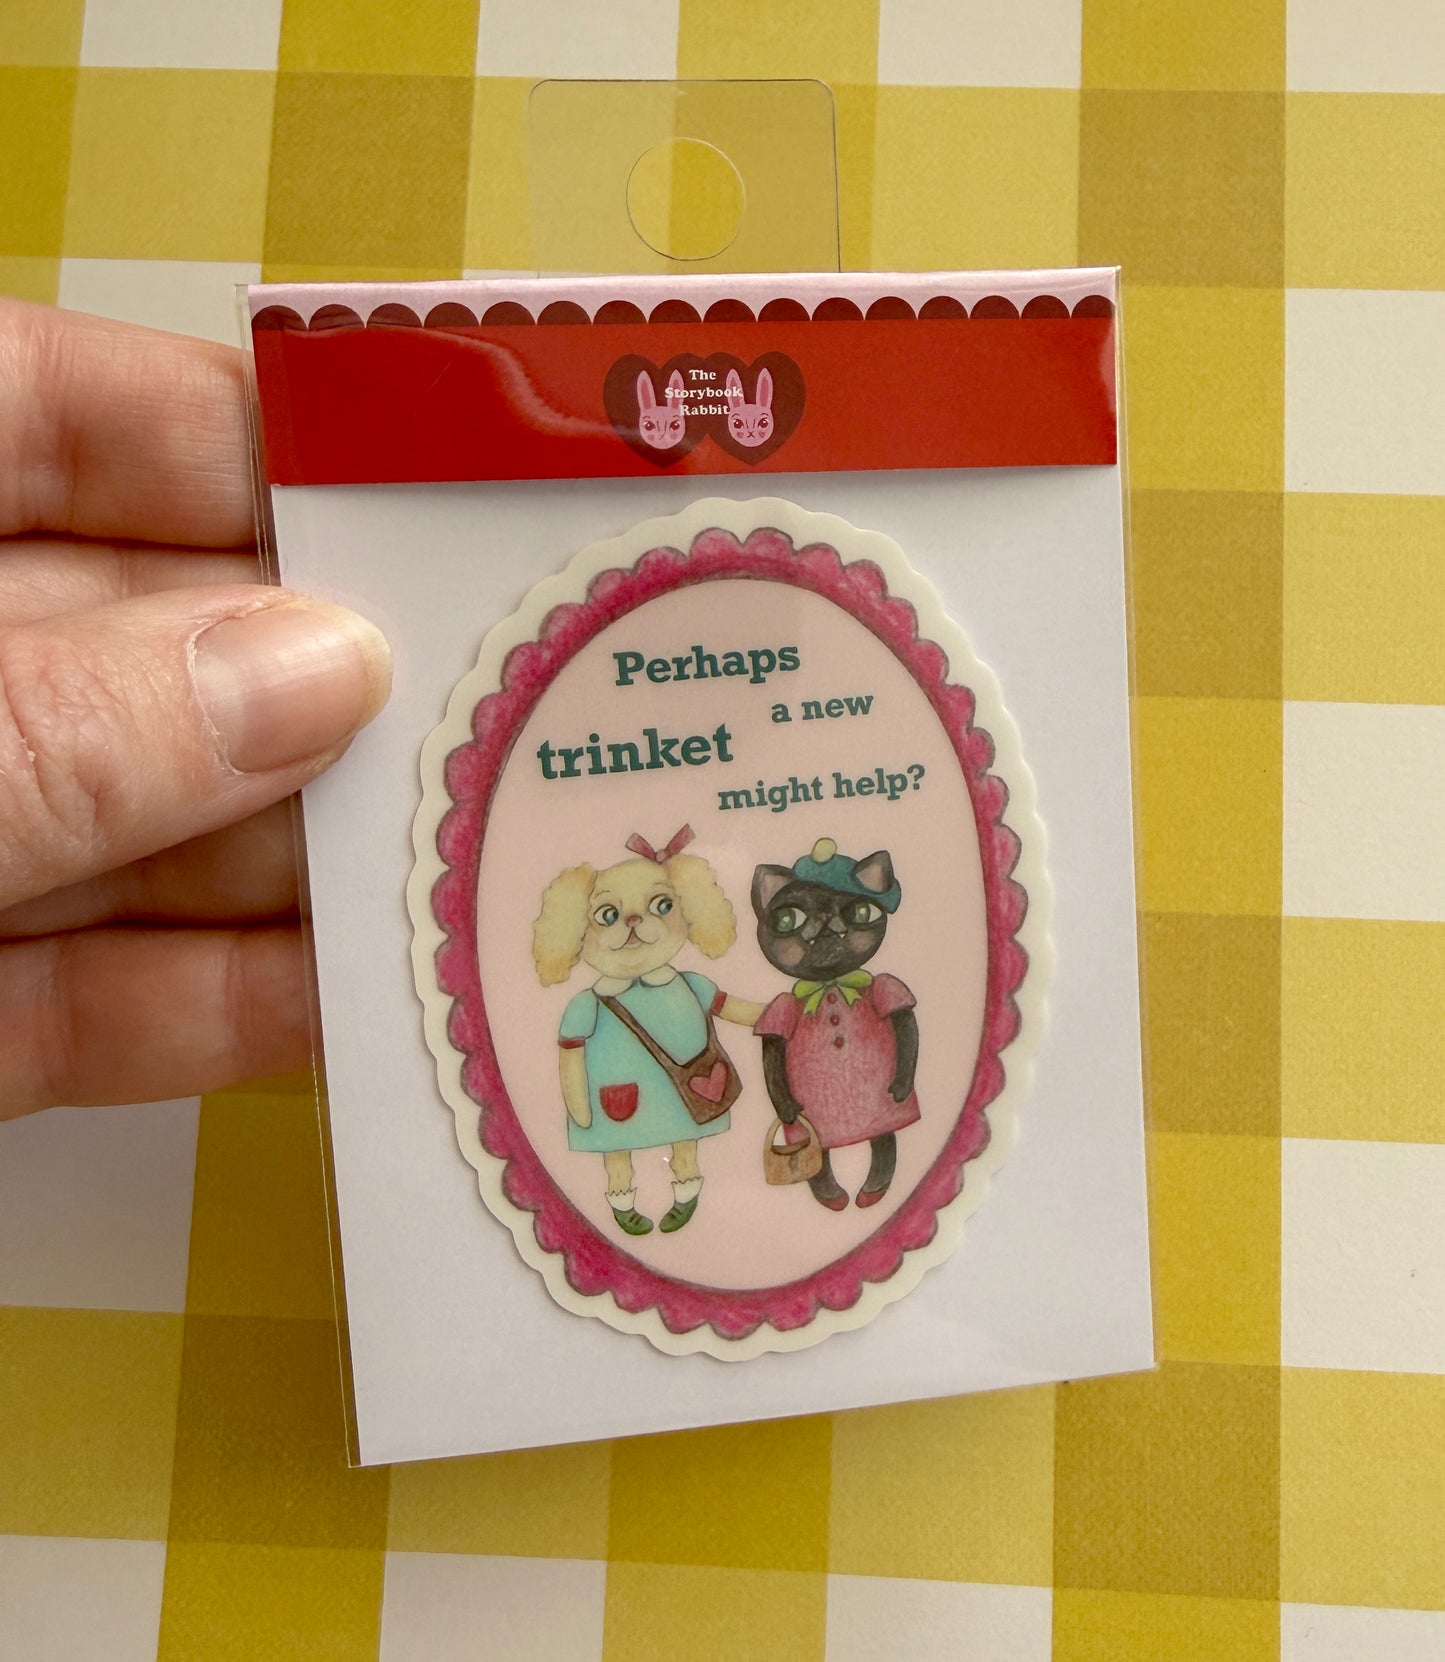 The
Storybook
Rabbit
Perhaps
a new
trinket
might help?